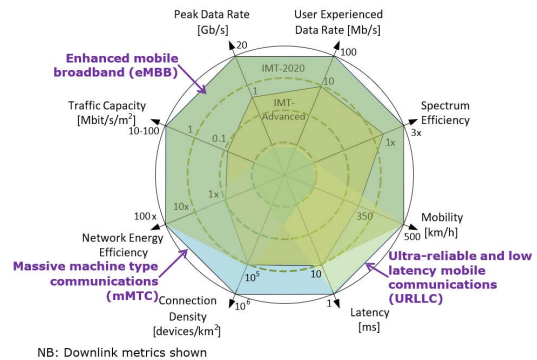 Peak Data Rate
[Gb/s]
User Experienced
Data Rate [Mb/s]
20
100
Enhanced mobile
broadband (eMBB)
IMT-2020
1
10
IMT-
Advanced
Traffic Capacity
[Mbit/s/m²]
10-100
1
0.1
Spectrum
Efficiency
1x
3x
1x
10x
100x
350
500
Mobility
[km/h]
Network Energy
Efficiency
Massive machine type
communications
(mMTC)
Ultra-reliable and low
latency mobile
communications
(URLLC)
10⁵
10
10⁶
1
Connection
Density
[devices/km²]
Latency
[ms]
NB: Downlink metrics shown